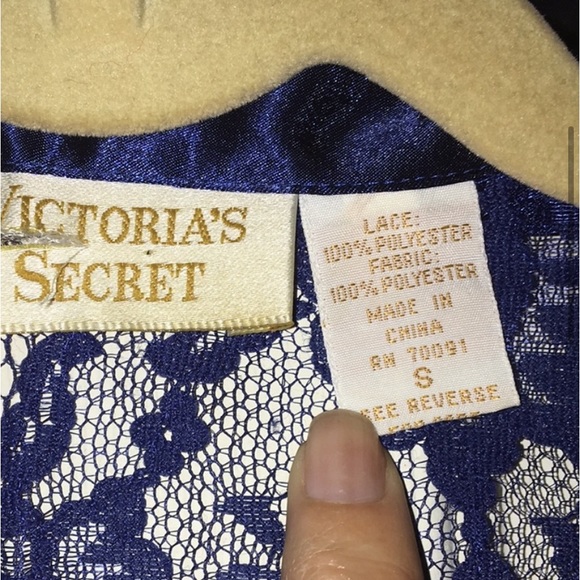 VICTORIA'S
SECRET
LACE:
100% POLYESTER
FABRIC:
100% POLYESTER
MADE IN
CHINA
RN 70091
S
SEE REVERSE